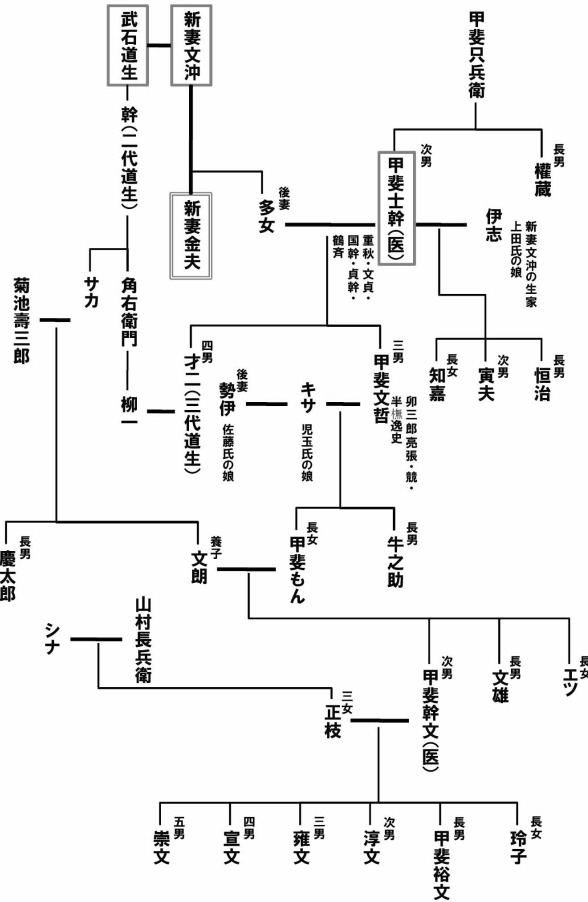 武石道生
新妻文沖
甲斐只兵衛
幹(二代道生)
新妻金夫
後妻
多女
次男
甲斐士幹(医)
長男
權蔵
伊志
新妻文沖の生家
上田氏の娘
重秋・文貞・
国幹・貞幹・
鶴斉
サカ
角右衛門
菊池壽三郎
柳一
四男
才二(三代道生)
後妻
勢伊
佐藤氏の娘
キサ
児玉氏の娘
三男
甲斐文哲
卯三郎亮張・競・
半橅逸史
長女
知嘉
次男
寅夫
長男
恒治
長男
慶太郎
養子
文朗
長女
甲斐もん
長男
牛之助
シナ
山村長兵衛
三女
正枝
次男
甲斐幹文(医)
長男
文雄
長女
エツ
五男
崇文
四男
宣文
三男
雍文
次男
淳文
長男
甲斐裕文
長女
玲子